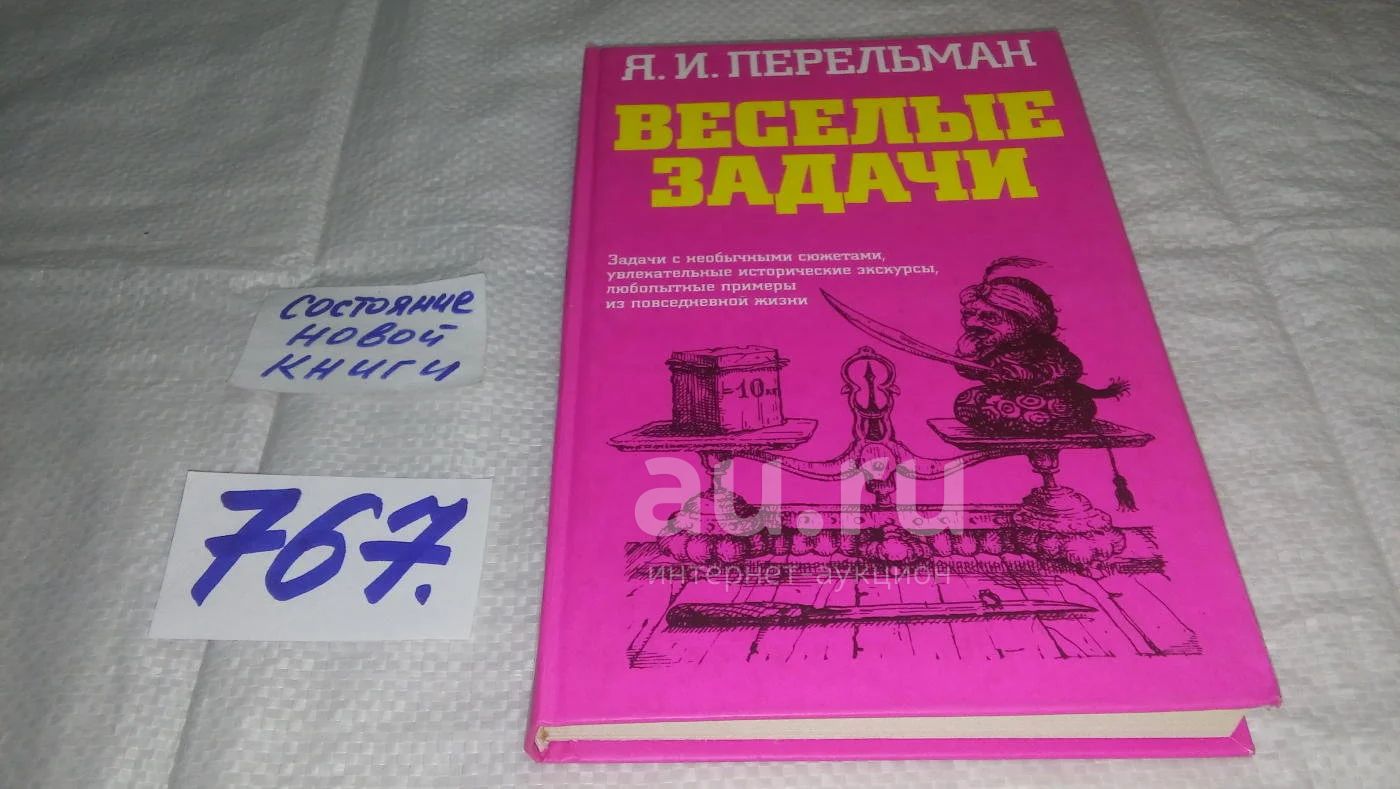 Я. И. ПЕРЕЛЬМАН
ВЕСЕЛЫЕ
ЗАДАЧИ
Задачи с необычными сюжетами,
увлекательные исторические экскурсы,
любопытные примеры
из повседневной жизни
=10 кг
состояние
новой
книги
767.
au.ru
интернет аукцион